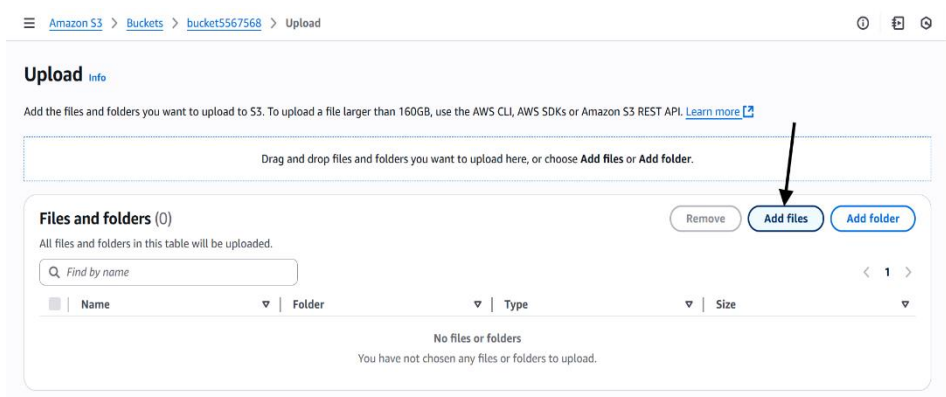 Amazon S3 > Buckets > bucket5567568 > Upload
Upload Info
Add the files and folders you want to upload to S3. To upload a file larger than 160GB, use the AWS CLI, AWS SDKs or Amazon S3 REST API. Learn more
Drag and drop files and folders you want to upload here, or choose Add files or Add folder.
Files and folders (0)
Remove Add files Add folder
All files and folders in this table will be uploaded.
Find by name
< 1 >
Name Folder Type Size
No files or folders
You have not chosen any files or folders to upload.